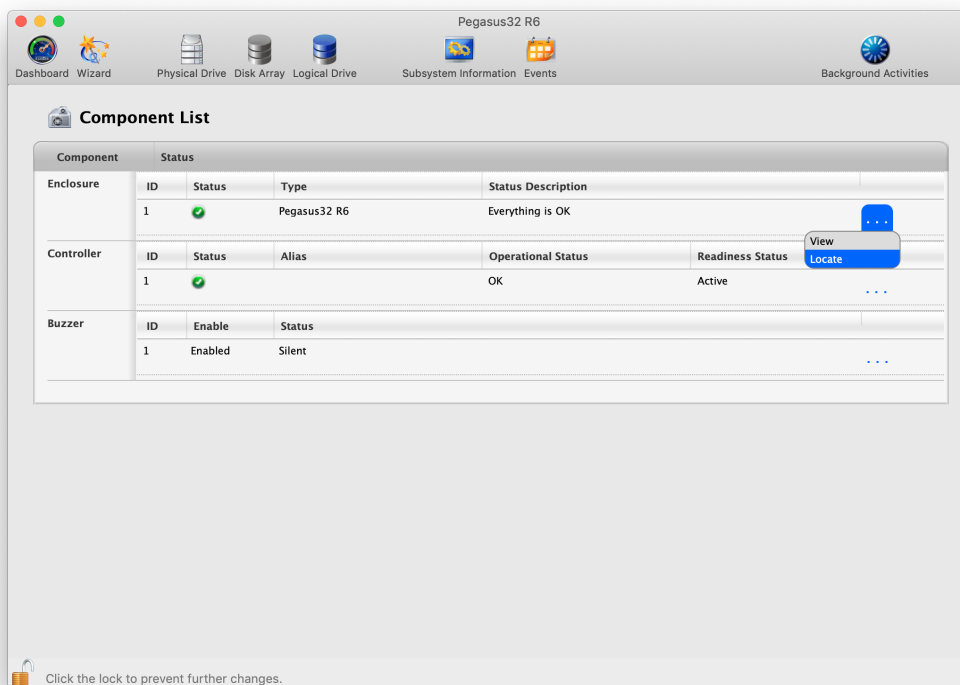 Pegasus32 R6
Dashboard Wizard Physical Drive Disk Array Logical Drive Subsystem Information Events Background Activities
Component List
Component Status
Enclosure ID Status Type Status Description
1 Pegasus32 R6 Everything is OK ...
View
Controller ID Status Alias Operational Status Readiness Status
Locate
1 OK Active ...
Buzzer ID Enable Status
1 Enabled Silent ...
Click the lock to prevent further changes.